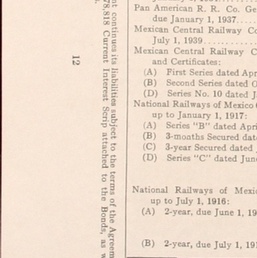 Pan American R. R. Co. Ge
due January 1, 1937
Mexican Central Railway Co
July 1, 1939
Mexican Central Railway C
and Certificates:
(A) First Series dated Apri
(B) Second Series dated O
(D) Series No. 10 dated J
National Railways of Mexico
up to January 1, 1917:
(A) Series "B" dated April
(B) 3-months Secured date
(C) 3-year Secured dated
(D) Series "C" dated June
National Railways of Mexi
up to July 1, 1916:
(A) 2-year, due June 1, 19
(B) 2-year, due July 1, 191
nt continues its liabilities subject to the terms of the Agreem
78,818 Current Interest Scrip attached to the Bonds, as w
12